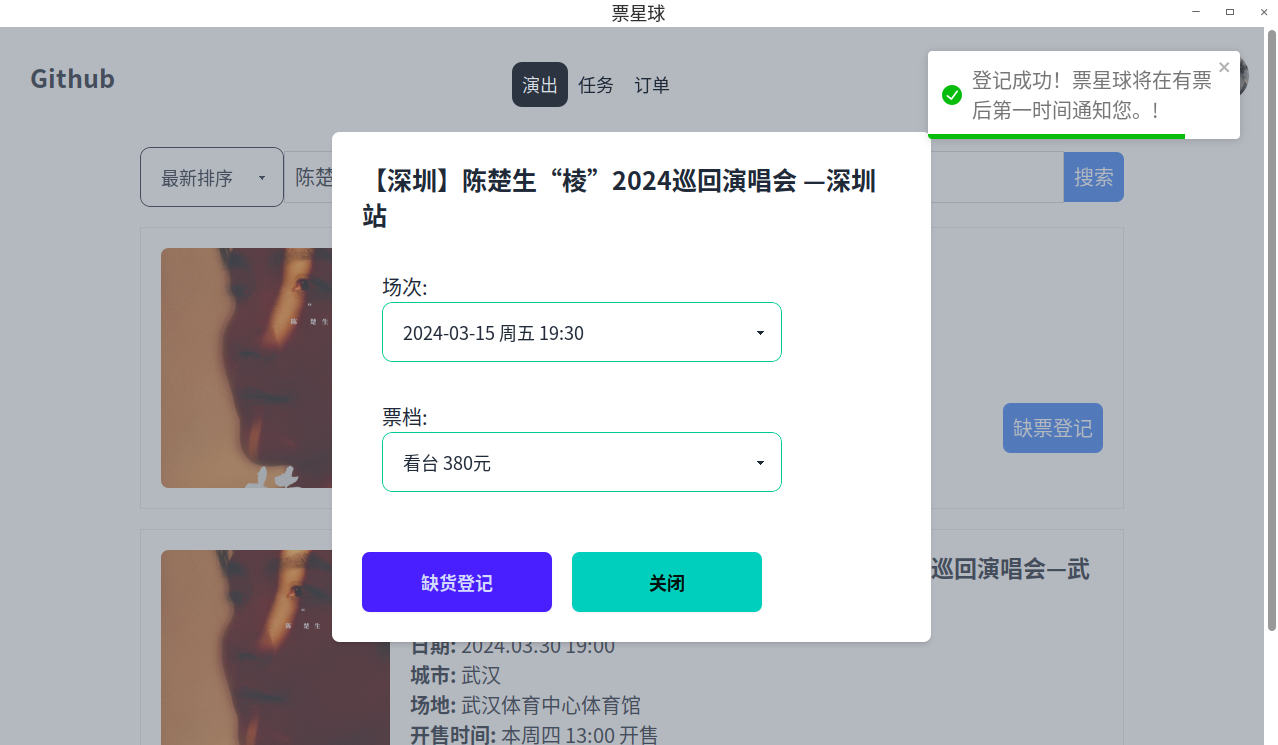 票星球
Github
演出 任务 订单
登记成功！票星球将在有票
后第一时间通知您。！
最新排序
陈楚
搜索
【深圳】陈楚生“棱”2024巡回演唱会 —深圳
站
场次:
2024-03-15 周五 19:30
票档:
看台 380元
缺货登记
关闭
缺票登记
陈 楚 生
巡回演唱会—武
陈 楚 生
日期: 2024.03.30 19:00
城市: 武汉
场地: 武汉体育中心体育馆
开售时间: 本周四 13:00 开售